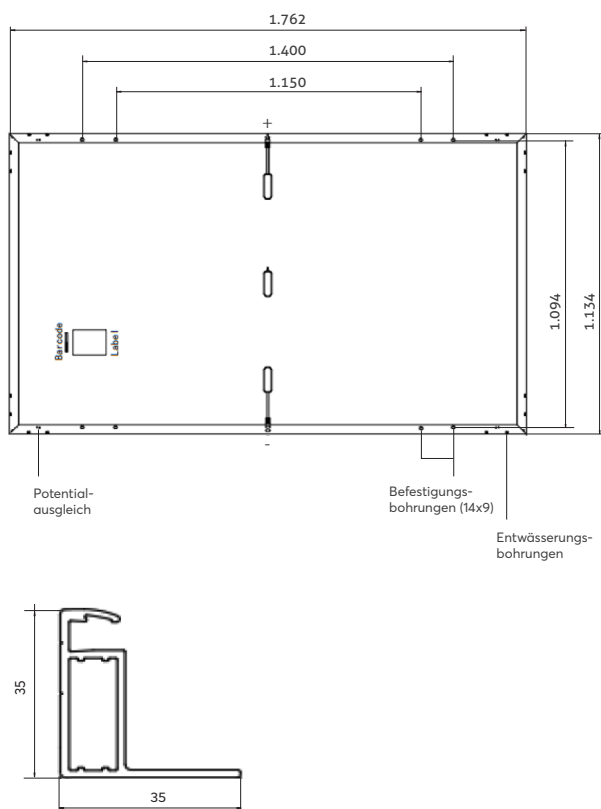 1.762
1.400
1.150
+
1.094
1.134
Barcode
Label
-
Potential-
ausgleich
Befestigungs-
bohrungen (14x9)
Entwässerungs-
bohrungen
35
35